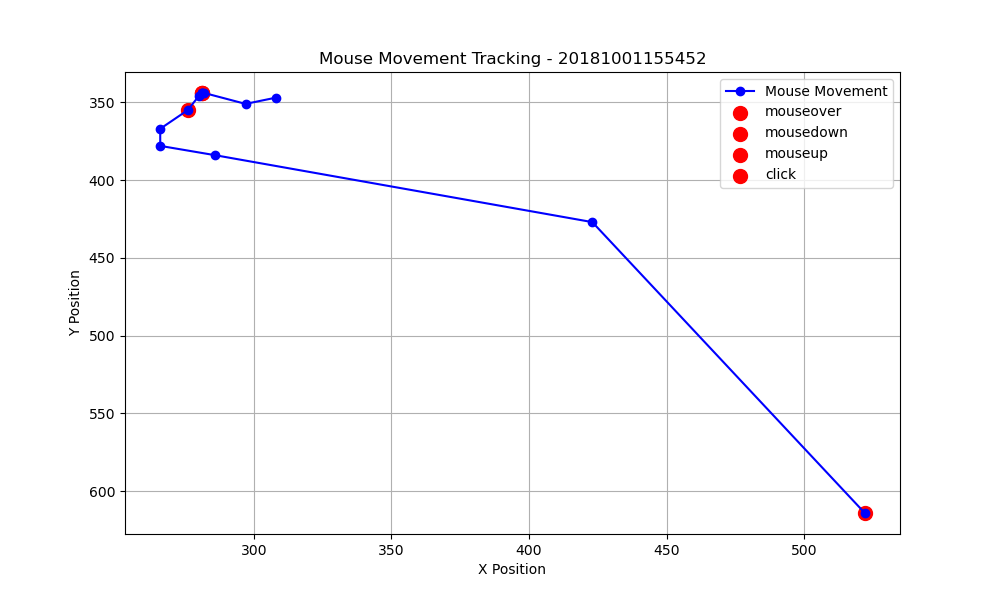 Mouse Movement Tracking - 20181001155452
Mouse Movement
mouseover
mousedown
mouseup
click
350
400
450
500
550
600
Y Position
300
350
400
450
500
X Position